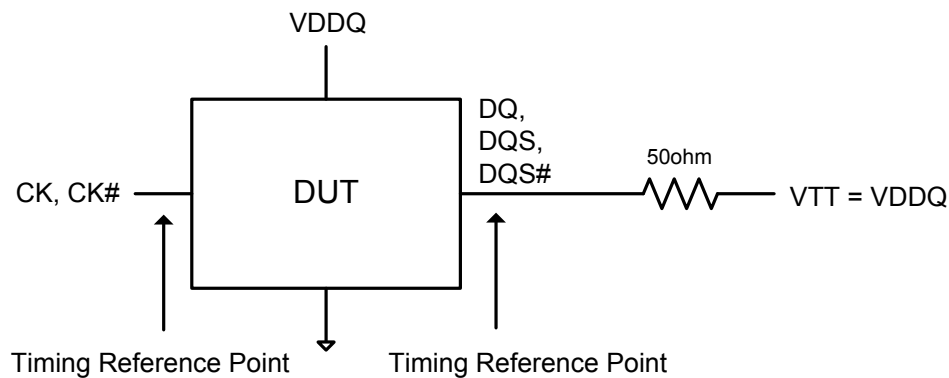 VDDQ
DQ,
DQS,
DQS#
50ohm
CK, CK#
DUT
VTT = VDDQ
Timing Reference Point
Timing Reference Point